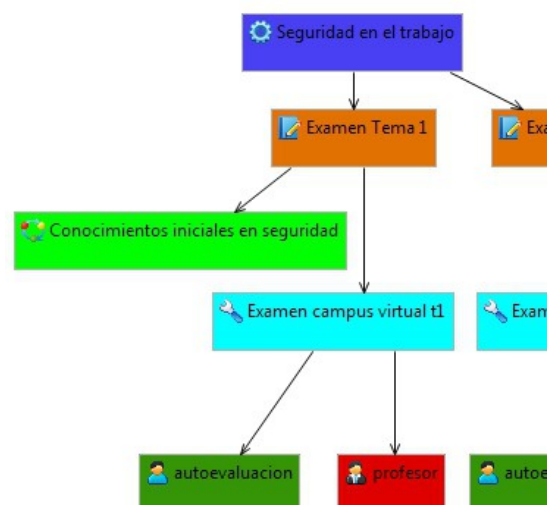 Seguridad en el trabajo
Examen Tema 1
Conocimientos iniciales en seguridad
Examen campus virtual t1
autoevaluacion
profesor